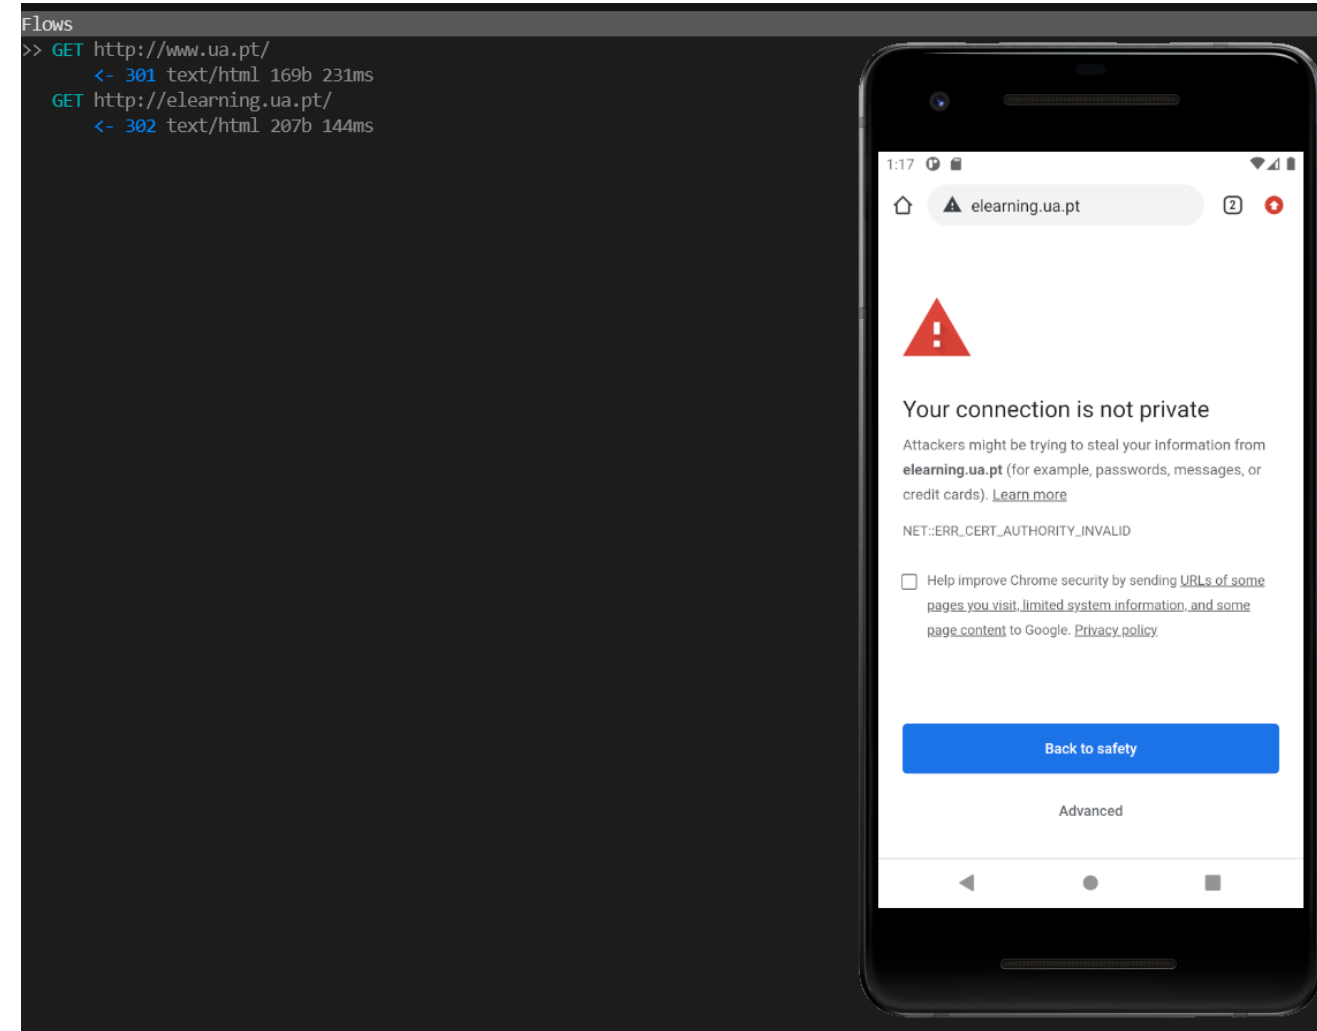 Flows
>> GET http://www.ua.pt/
<- 301 text/html 169b 231ms
GET http://elearning.ua.pt/
<- 302 text/html 207b 144ms
1:17
elearning.ua.pt
2
Your connection is not private
Attackers might be trying to steal your information from
elearning.ua.pt (for example, passwords, messages, or
credit cards). Learn more
NET::ERR_CERT_AUTHORITY_INVALID
Help improve Chrome security by sending URLs of some
pages you visit, limited system information, and some
page content to Google. Privacy policy
Back to safety
Advanced